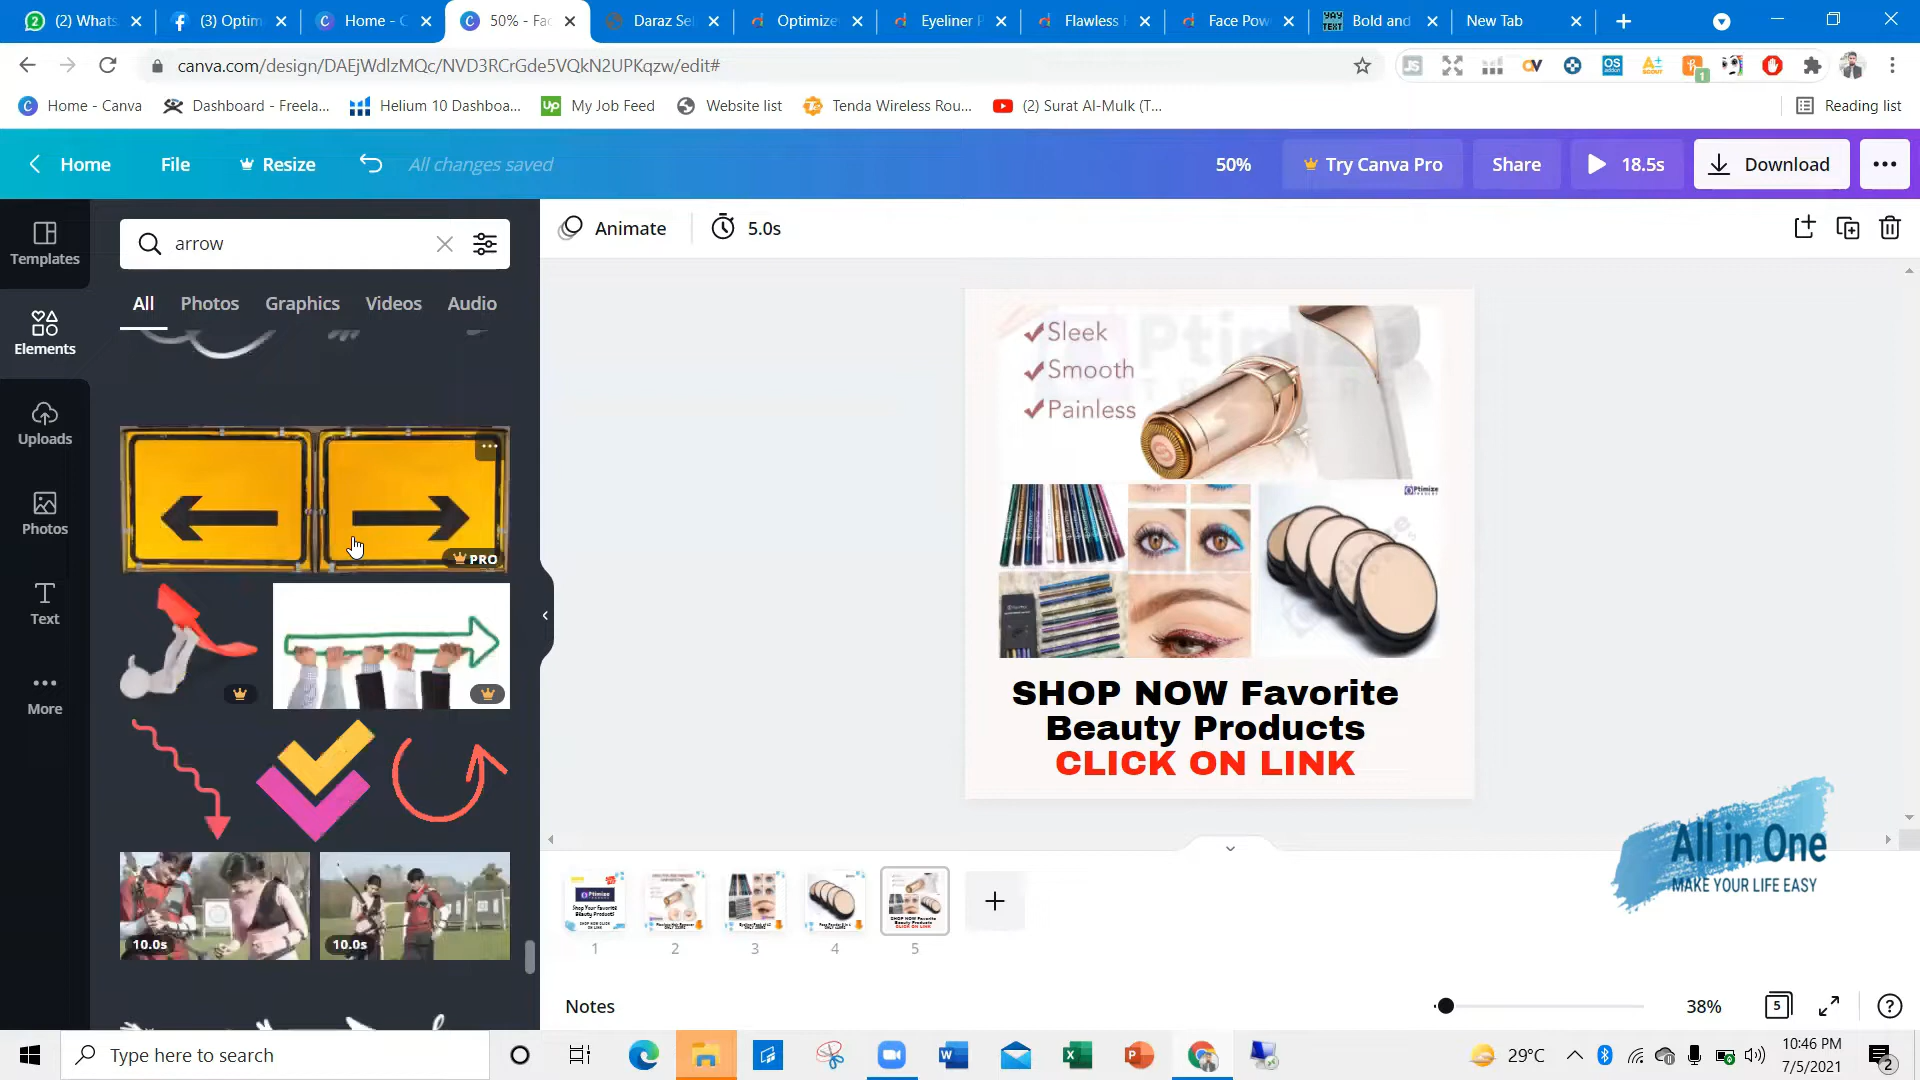 (2) Whats
(3) Optim
Home - C
50% - Fac
Daraz Sel
Optimize
Eyeliner P
Flawless H
Face Pow
Bold and
New Tab
canva.com/design/DAEjWdlzMQc/NVD3RCrGde5VQkN2UPKqzw/edit#
Home - Canva
Dashboard - Freela...
Helium 10 Dashboa...
My Job Feed
Website list
Tenda Wireless Rou...
(2) Surat Al-Mulk (T...
Reading list
Home
File
Resize
All changes saved
50%
Try Canva Pro
Share
18.5s
Download
Templates
Elements
Uploads
Photos
Text
More
arrow
All
Photos
Graphics
Videos
Audio
PRO
10.0s
10.0s
Animate
5.0s
Sleek
Smooth
Painless
Ptimize
SHOP NOW Favorite
Beauty Products
CLICK ON LINK
All in One
MAKE YOUR LIFE EASY
1
2
3
4
5
Notes
38%
5
Type here to search
29°C
10:46 PM
7/5/2021
2